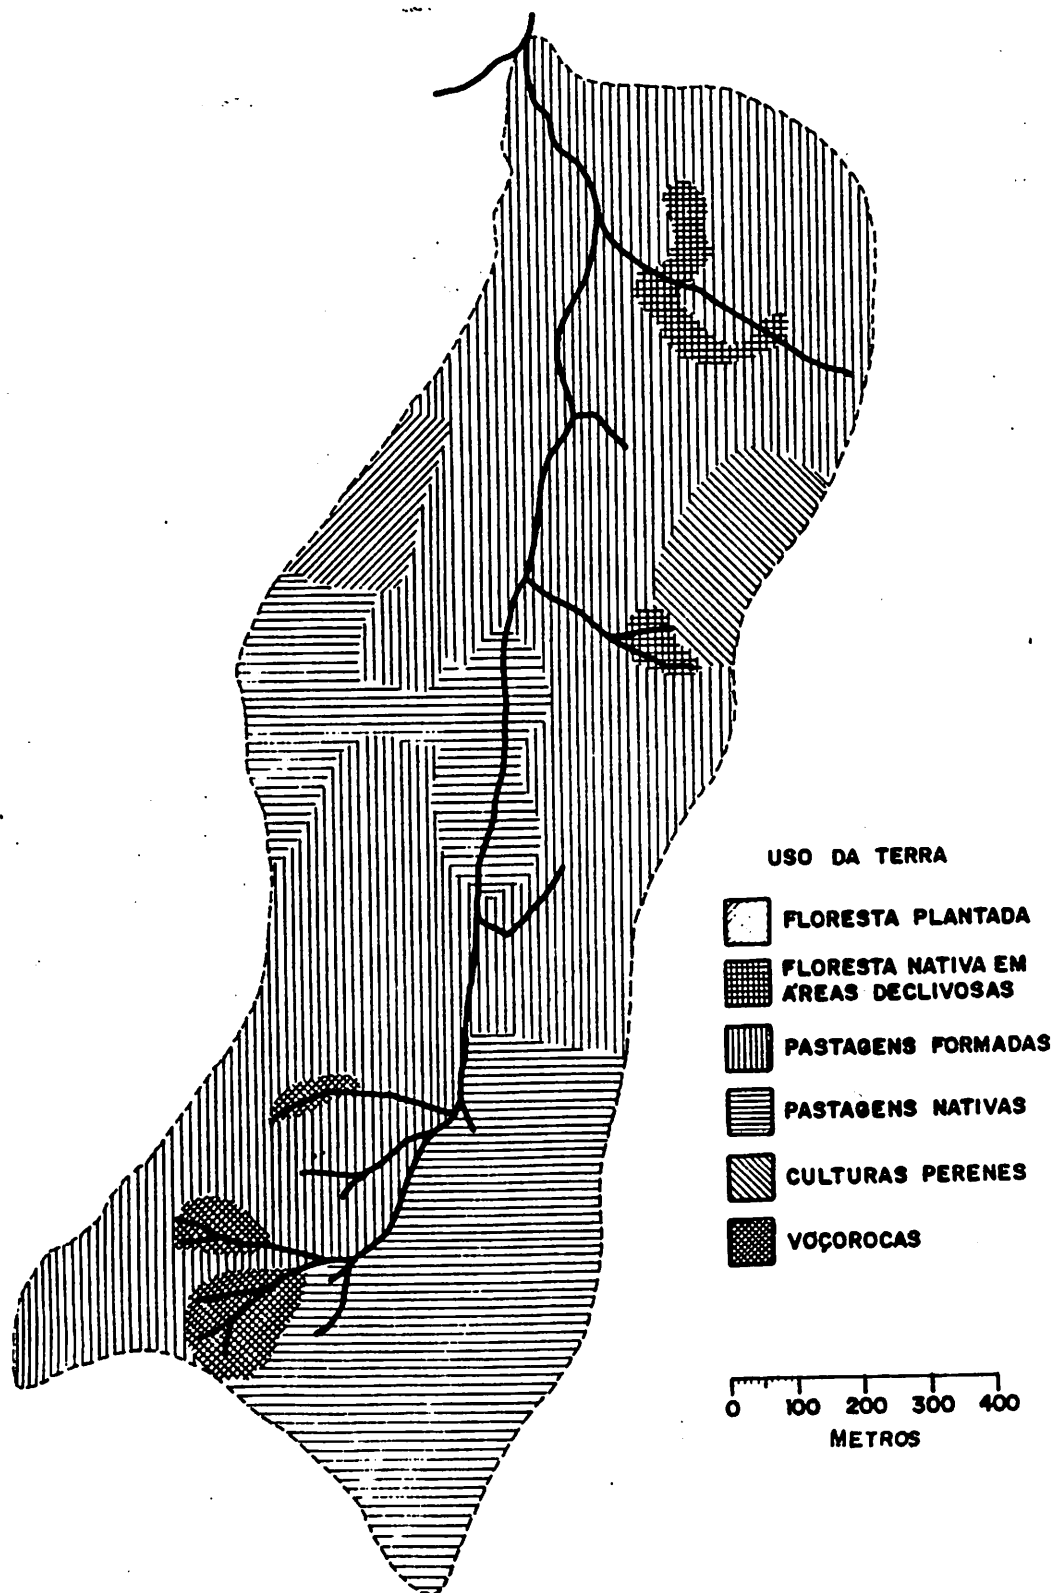 USO DA TERRA
FLORESTA PLANTADA
FLORESTA NATIVA EM
ÁREAS DECLIVOSAS
PASTAGENS FORMADAS
PASTAGENS NATIVAS
CULTURAS PERENES
VOÇOROCAS
0 100 200 300 400
METROS